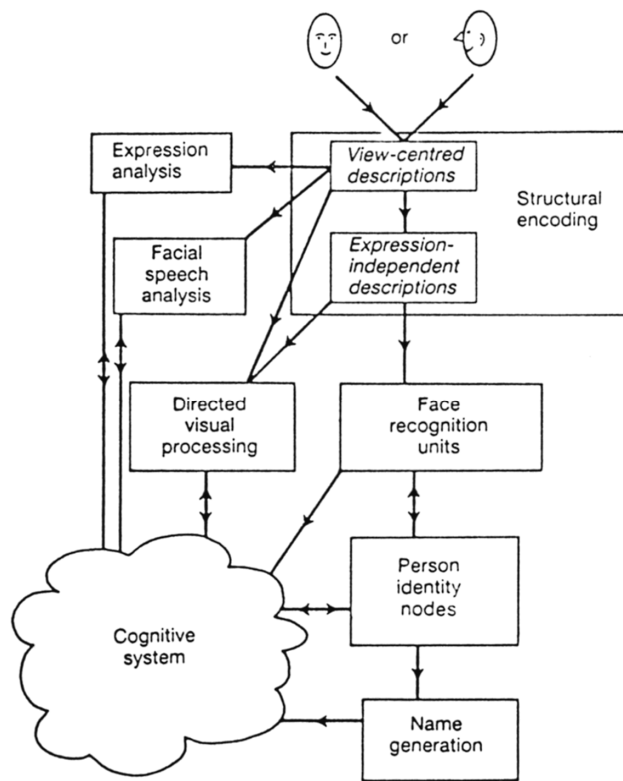 or
View-centred
descriptions
Structural
encoding
Expression
analysis
Facial
speech
analysis
Expression-
independent
descriptions
Directed
visual
processing
Face
recognition
units
Person
identity
nodes
Cognitive
system
Name
generation